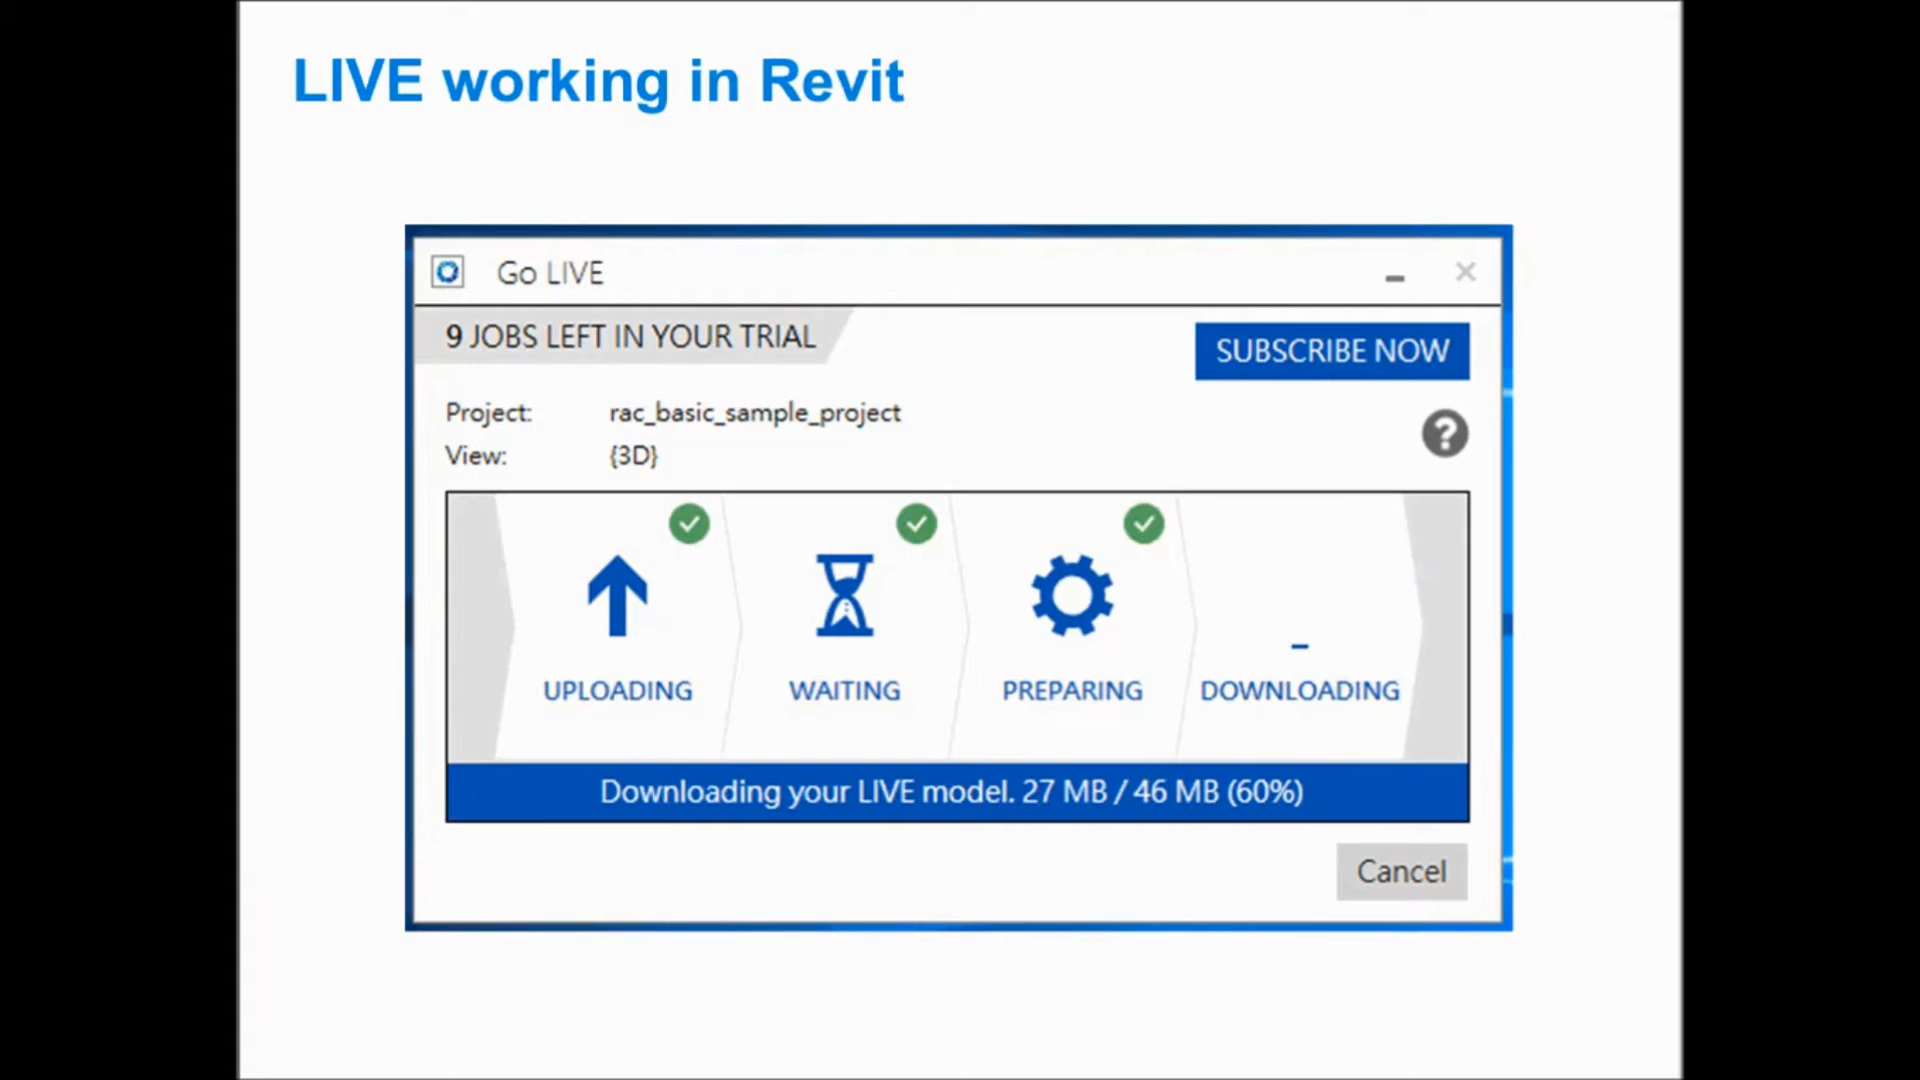 LIVE working in Revit
Go LIVE
9 JOBS LEFT IN YOUR TRIAL
SUBSCRIBE NOW
Project: rac_basic_sample_project
View: {3D}
UPLOADING WAITING PREPARING DOWNLOADING
Downloading your LIVE model. 27 MB / 46 MB (60%)
Cancel